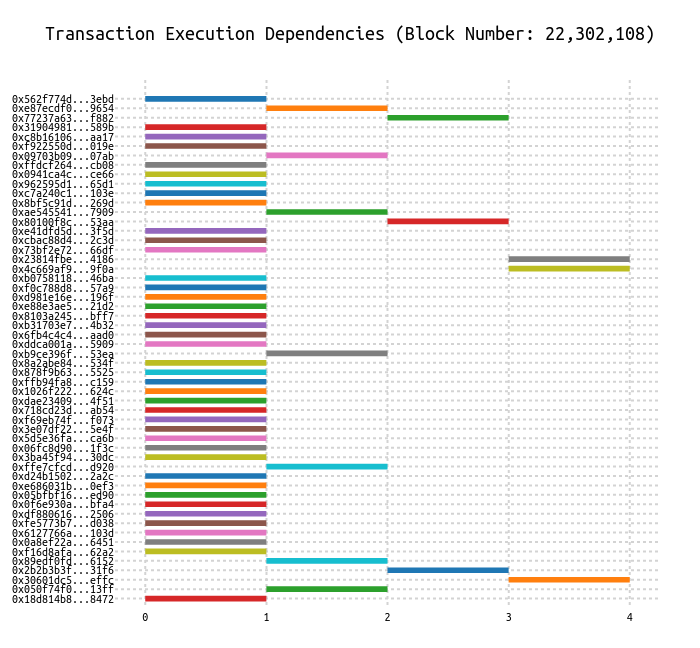 Transaction Execution Dependencies (Block Number: 22,302,108)
0x562f774d...3ebd
0xe87ecdf0...9654
0x77237a63...f882
0x31904981...589b
0xc8b16106...aa17
0xf922550d...019e
0x09703b09...07ab
0xffdcf264...cb08
0x0941ca4c...ce66
0x962595d1...65d1
0xc7a240c1...103e
0x8bf5c91d...269d
0xae545541...7909
0x80100f8c...53aa
0xe41dfd5d...3f5d
0xcbac88d4...2c3d
0x73bf2e72...66df
0x23814fbe...4186
0x4c669af9...9f0a
0xb0758118...46ba
0xf0c788d8...57a9
0xd981e16e...196f
0xe88e3ae5...21d2
0x8103a245...bff7
0xb31703e7...4b32
0x6fb4c4c4...aad0
0xddca001a...5909
0xb9ce396f...53ea
0x8a2abe84...534f
0x878f9b63...5525
0xffb94fa8...c159
0x1026f222...624c
0xdae23409...4f51
0x718cd23d...ab54
0xf69eb74f...f073
0x3e07df22...5e4f
0x5d5e36fa...ca6b
0x06fc8d90...1f3c
0x3ba45f94...30dc
0xffe7cfcd...d920
0xd24b1502...2a2c
0xe686031b...0ef3
0x05bfbf16...ed90
0x0f6e930a...bfa4
0xdf880616...2506
0xfe5773b7...d038
0x6127766a...103d
0x0a8ef22a...6451
0xf16d8afa...62a2
0x89edf0fd...6152
0x2b2b3b3f...31f6
0x30601dc5...effc
0x050f74f0...13ff
0x18d814b8...8472
0 1 2 3 4